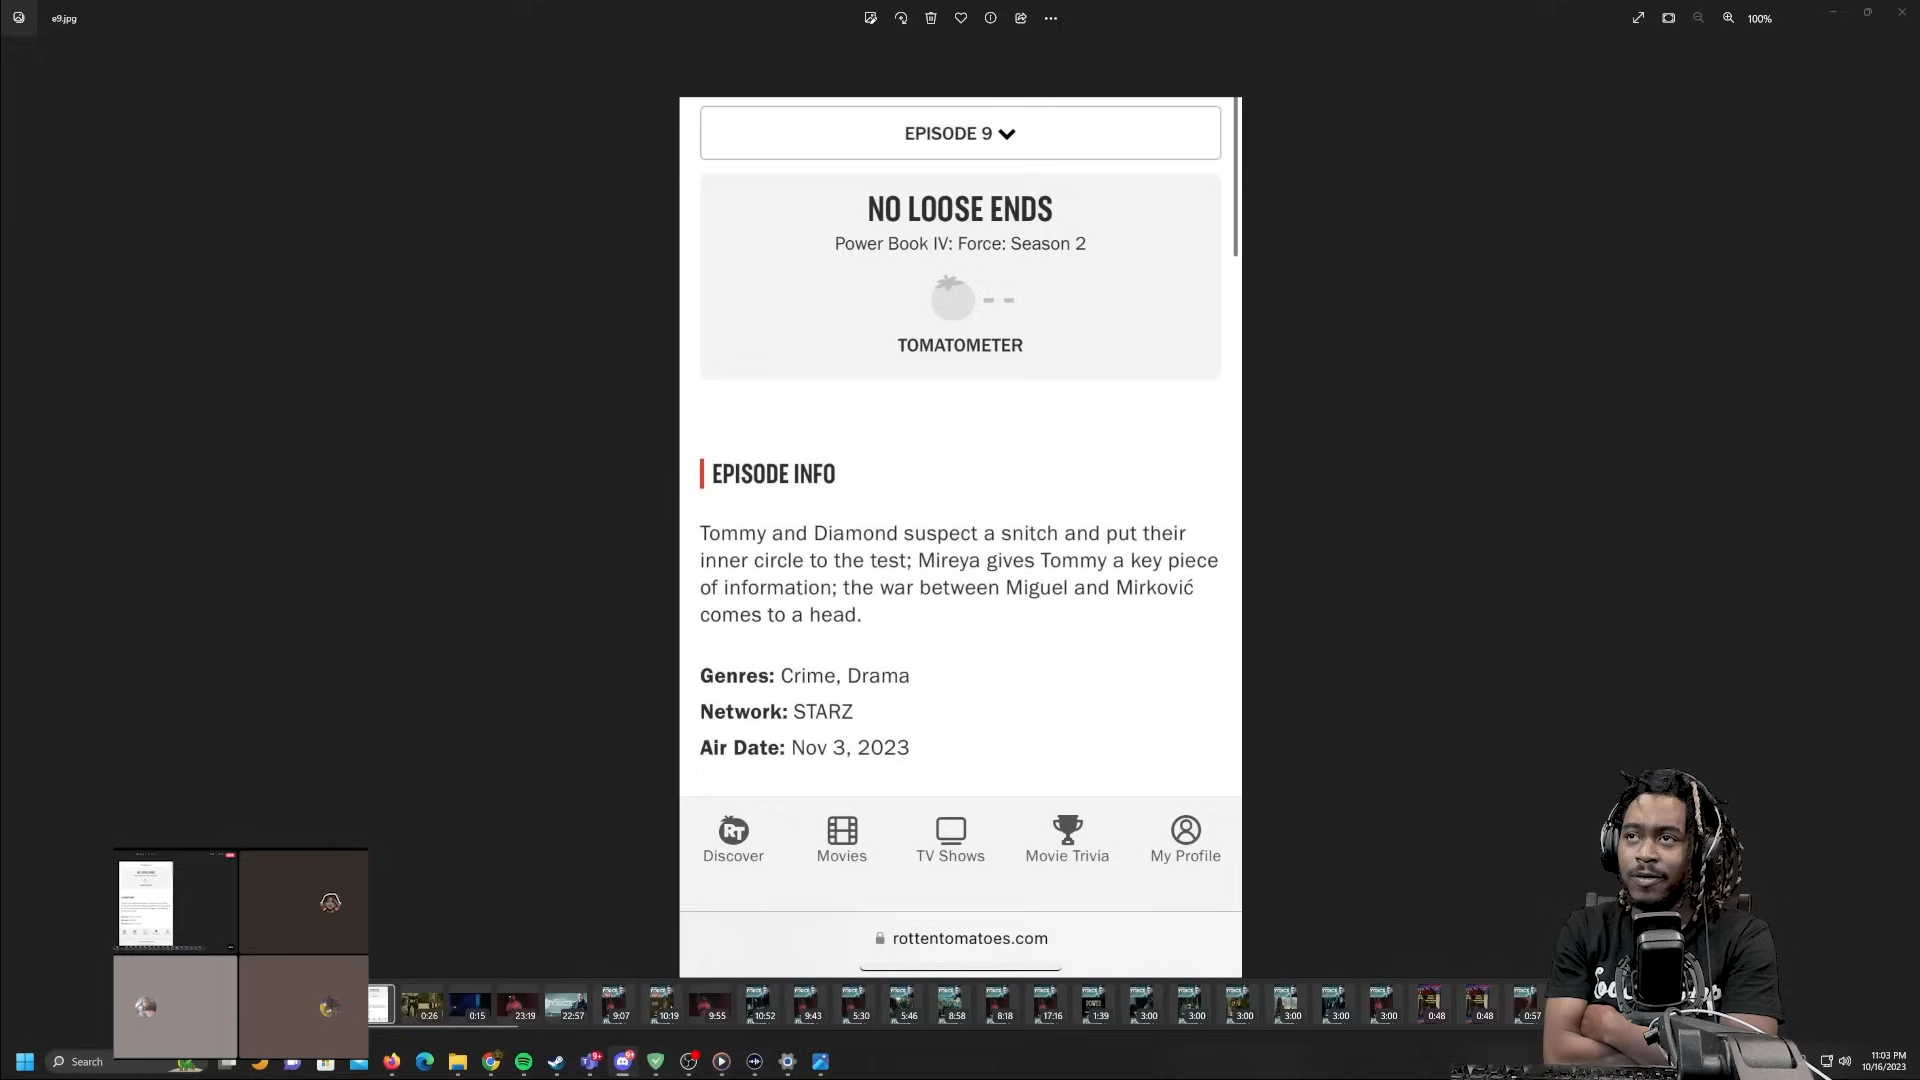 e9.jpg
100%
EPISODE 9
NO LOOSE ENDS
Power Book IV: Force: Season 2
- -
TOMATOMETER
EPISODE INFO
Tommy and Diamond suspect a snitch and put their
inner circle to the test; Mireya gives Tommy a key piece
of information; the war between Miguel and Mirković
comes to a head.
Genres: Crime, Drama
Network: STARZ
Air Date: Nov 3, 2023
RT
Discover
Movies
TV Shows
Movie Trivia
My Profile
rottentomatoes.com
0:26
0:15
23:19
22:57
9:07
10:19
9:55
10:52
9:43
5:30
5:46
8:58
8:18
17:16
1:39
3:00
3:00
3:00
3:00
3:00
3:00
0:48
0:48
0:57
Search
11:03 PM
10/16/2023